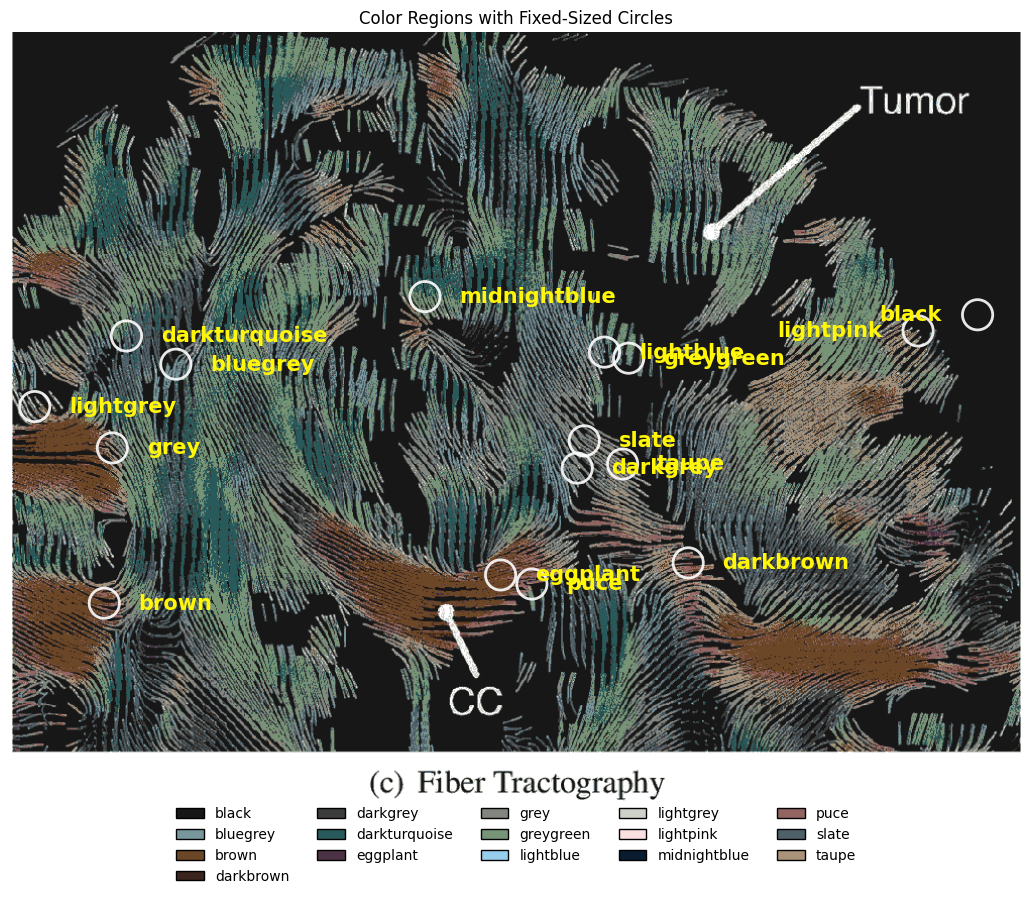 Color Regions with Fixed-Sized Circles
Tumor
midnightblue
black
lightpink
darkturquoise
lightblue
greygreen
bluegrey
lightgrey
slate
grey
taupe
darkgrey
darkbrown
eggplant
puce
brown
CC
(c) Fiber Tractography
black darkgrey grey lightgrey puce
bluegrey darkturquoise greygreen lightpink slate
brown eggplant lightblue midnightblue taupe
darkbrown